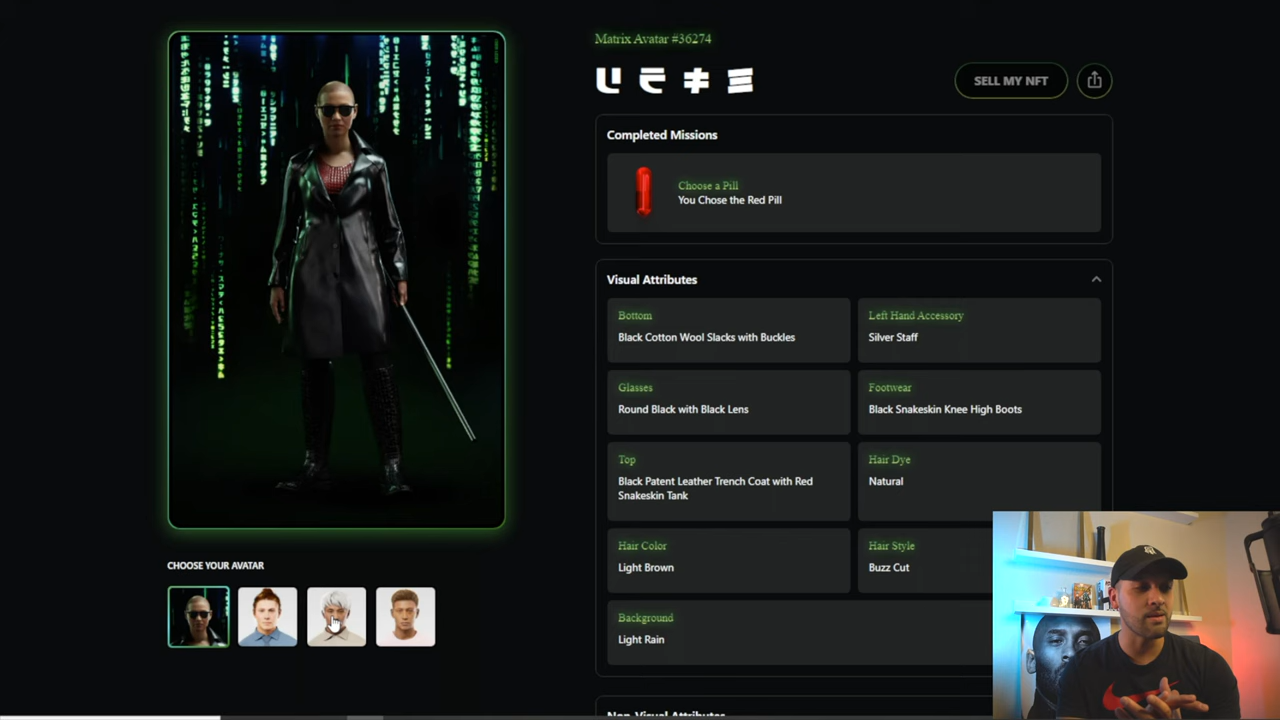 Matrix Avatar #36274
SELL MY NFT
Completed Missions
Choose a Pill
You Chose the Red Pill
Visual Attributes
Bottom
Black Cotton Wool Slacks with Buckles
Left Hand Accessory
Silver Staff
Glasses
Round Black with Black Lens
Footwear
Black Snakeskin Knee High Boots
Top
Black Patent Leather Trench Coat with Red
Snakeskin Tank
Hair Dye
Natural
Hair Color
Light Brown
Hair Style
Buzz Cut
Background
Light Rain
CHOOSE YOUR AVATAR
Non-Visual Attributes